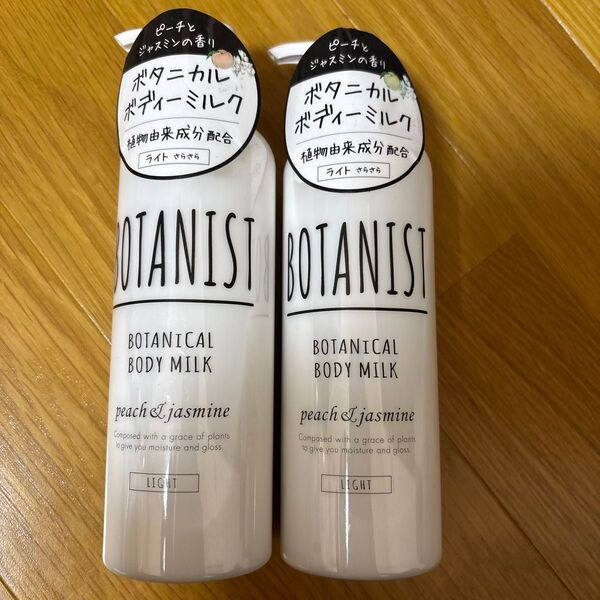 ピーチと
ジャスミンの香り
ボタニカル
ボディーミルク
植物由来成分配合
ライト さらさら
BOTANIST
BOTANICAL
BODY MILK
peach & jasmine
Composed with a grace of plants
to give you moisture and gloss.
LIGHT
ピーチと
ジャスミンの香り
ボタニカル
ボディーミルク
植物由来成分配合
ライト さらさら
BOTANIST
BOTANICAL
BODY MILK
peach & jasmine
Composed with a grace of plants
to give you moisture and gloss.
LIGHT